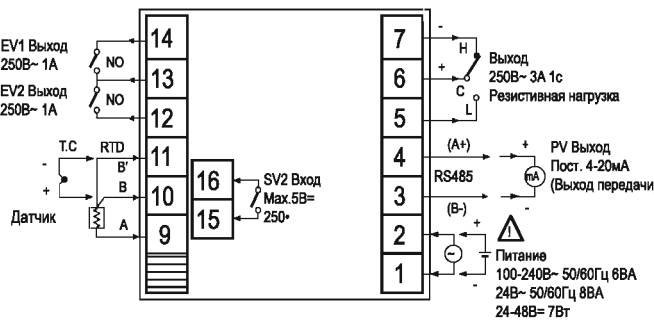 EV1 Выход
250В~ 1А
NO
EV2 Выход
250В~ 1А
NO
T.C
RTD
-
B'
+
B
A
Датчик
14
13
12
11
10
9
16
15
SV2 Вход
Max.5В=
250•
7
6
5
4
3
2
1
-
H
+
C
L
Выход
250В~ 3А 1с
Резистивная нагрузка
(A+)
RS485
(B-)
+
mA
-
PV Выход
Пост. 4-20мА
(Выход передачи
~
+
-
!
Питание
100-240В~ 50/60Гц 6ВА
24В~ 50/60Гц 8ВА
24-48В= 7Вт